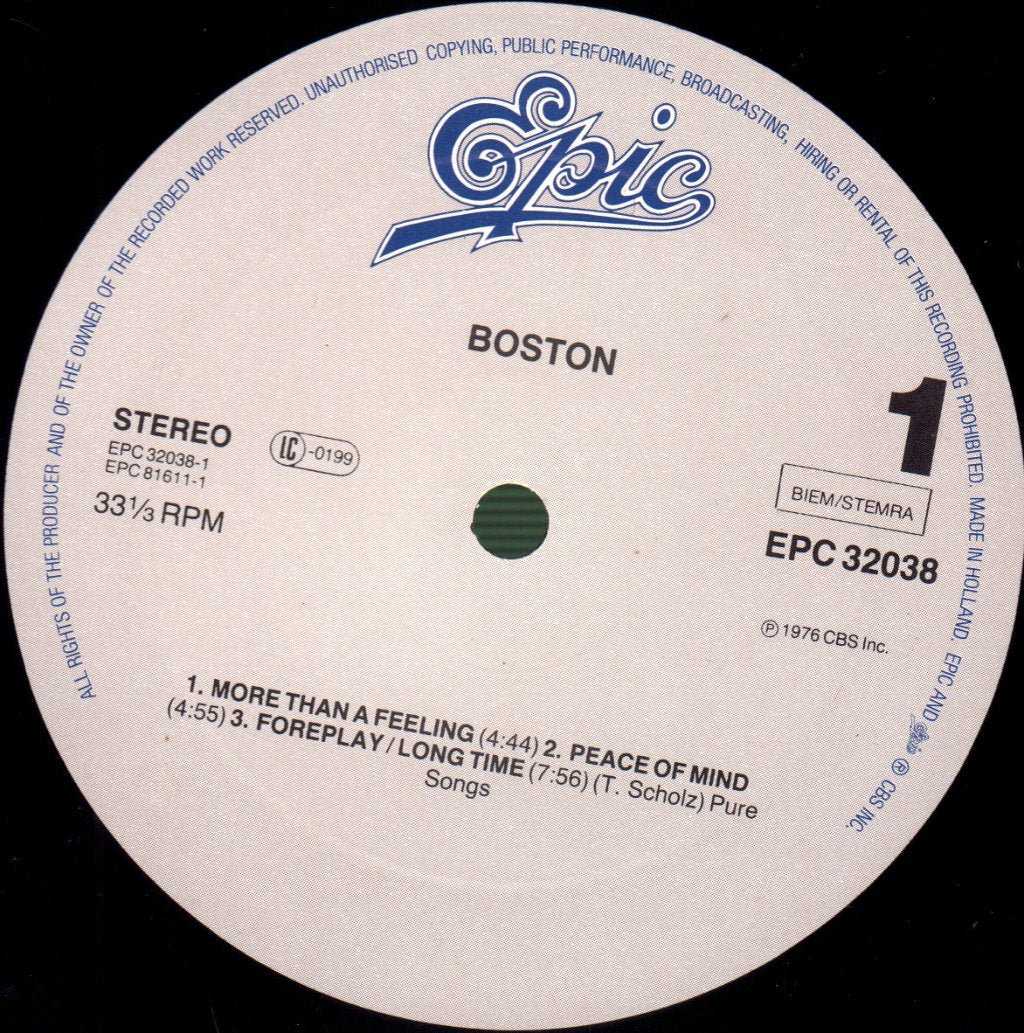 ALL RIGHTS OF THE PRODUCER AND OF THE OWNER OF THE RECORDED WORK RESERVED. UNAUTHORISED COPYING, PUBLIC PERFORMANCE, BROADCASTING, HIRING OR RENTAL OF THIS RECORDING PROHIBITED. MADE IN HOLLAND. EPIC AND Epic ® CBS INC.
Epic
BOSTON
1
STEREO
EPC 32038-1
EPC 81611-1
33⅓ RPM
LC -0199
BIEM/STEMRA
EPC 32038
℗ 1976 CBS Inc.
1. MORE THAN A FEELING (4:44) 2. PEACE OF MIND
(4:55) 3. FOREPLAY/LONG TIME (7:56) (T. Scholz) Pure
Songs